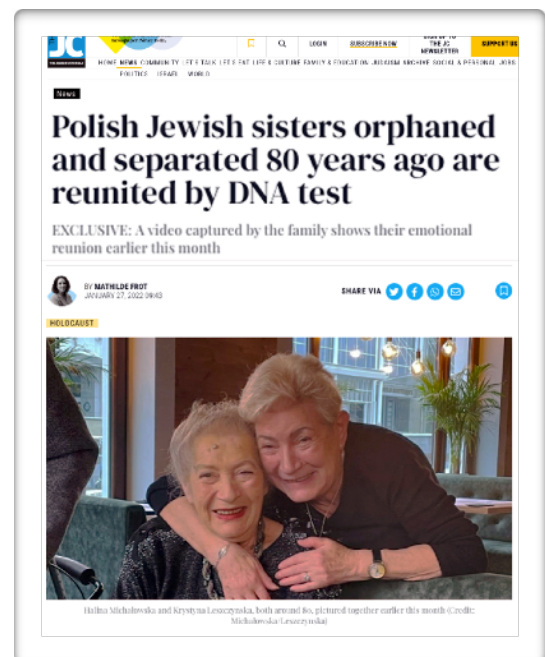 JC
LOGIN
SUBSCRIBE NOW
SIGN UP TO
THE JC
NEWSLETTER
SUPPORT US
HOME NEWS COMMUNITY LET'S TALK LET'S EAT LIFE & CULTURE FAMILY & EDUCATION JUDAISM ARCHIVE SOCIAL & PERSONAL JOBS
POLITICS ISRAEL WORLD
News
Polish Jewish sisters orphaned
and separated 80 years ago are
reunited by DNA test
EXCLUSIVE: A video captured by the family shows their emotional
reunion earlier this month
BY MATHILDE FROT
JANUARY 27, 2022 09:43
SHARE VIA
HOLOCAUST
Halina Michalowska and Krystyna Leszczynska, both around 80, pictured together earlier this month (Credit:
Michalowska/Leszczynska)